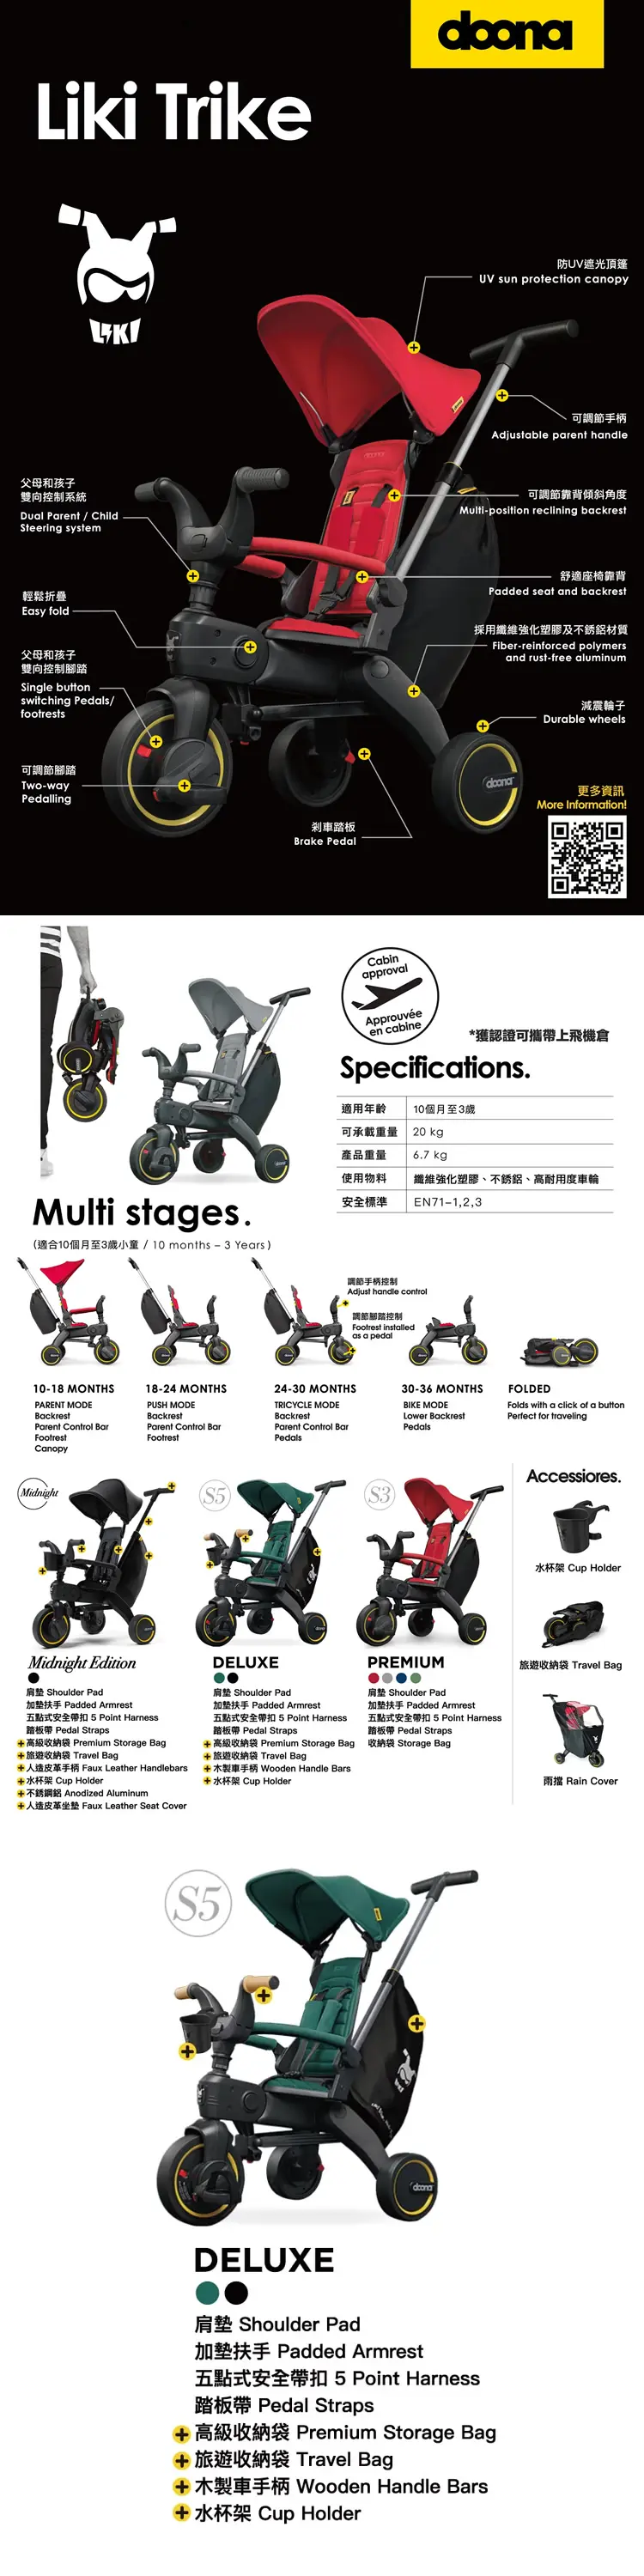 doona
Liki Trike
LIKI
防UV遮光頂篷
UV sun protection canopy
可調節手柄
Adjustable parent handle
可調節靠背傾斜角度
Multi-position reclining backrest
父母和孩子
雙向控制系統
Dual Parent / Child
Steering system
舒適座椅靠背
Padded seat and backrest
輕鬆折疊
Easy fold
採用纖維強化塑膠及不銹鋁材質
Fiber-reinforced polymers
and rust-free aluminum
父母和孩子
雙向控制腳踏
Single button
switching Pedals/
footrests
減震輪子
Durable wheels
可調節腳踏
Two-way
Pedalling
doona
剎車踏板
Brake Pedal
更多資訊
More Information!
Cabin
approval
Approuvée
en cabine
*獲認證可攜帶上飛機倉
Specifications.
適用年齡 10個月至3歲
可承載重量 20 kg
產品重量 6.7 kg
使用物料 纖維強化塑膠、不銹鋁、高耐用度車輪
安全標準 EN71-1,2,3
Multi stages.
(適合10個月至3歲小童 / 10 months - 3 Years)
調節手柄控制
Adjust handle control
調節腳踏控制
Footrest installed
as a pedal
10-18 MONTHS
PARENT MODE
Backrest
Parent Control Bar
Footrest
Canopy
18-24 MONTHS
PUSH MODE
Backrest
Parent Control Bar
Footrest
24-30 MONTHS
TRICYCLE MODE
Backrest
Parent Control Bar
Pedals
30-36 MONTHS
BIKE MODE
Lower Backrest
Pedals
FOLDED
Folds with a click of a button
Perfect for traveling
Midnight
Midnight Edition
肩墊 Shoulder Pad
加墊扶手 Padded Armrest
五點式安全帶扣 5 Point Harness
踏板帶 Pedal Straps
高級收納袋 Premium Storage Bag
旅遊收納袋 Travel Bag
人造皮革手柄 Faux Leather Handlebars
水杯架 Cup Holder
不銹鋼鋁 Anodized Aluminum
人造皮革坐墊 Faux Leather Seat Cover
S5
DELUXE
肩墊 Shoulder Pad
加墊扶手 Padded Armrest
五點式安全帶扣 5 Point Harness
踏板帶 Pedal Straps
高級收納袋 Premium Storage Bag
旅遊收納袋 Travel Bag
木製車手柄 Wooden Handle Bars
水杯架 Cup Holder
S3
PREMIUM
肩墊 Shoulder Pad
加墊扶手 Padded Armrest
五點式安全帶扣 5 Point Harness
踏板帶 Pedal Straps
收納袋 Storage Bag
Accessiores.
水杯架 Cup Holder
旅遊收納袋 Travel Bag
雨擋 Rain Cover
S5
LIKI
doona
DELUXE
肩墊 Shoulder Pad
加墊扶手 Padded Armrest
五點式安全帶扣 5 Point Harness
踏板帶 Pedal Straps
高級收納袋 Premium Storage Bag
旅遊收納袋 Travel Bag
木製車手柄 Wooden Handle Bars
水杯架 Cup Holder